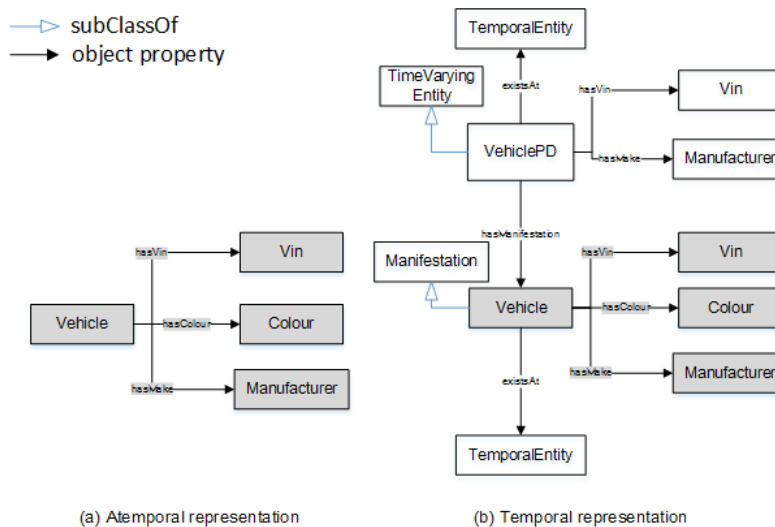 subClassOf
object property
TemporalEntity
TimeVarying
Entity
existsAt
hasVin
Vin
VehiclePD
hasMake
Manufacturer
hasManifestation
Manifestation
hasVin
Vin
Vehicle
hasColour
Colour
hasMake
Manufacturer
existsAt
TemporalEntity
hasVin
Vin
Vehicle
hasColour
Colour
hasMake
Manufacturer
(a) Atemporal representation
(b) Temporal representation